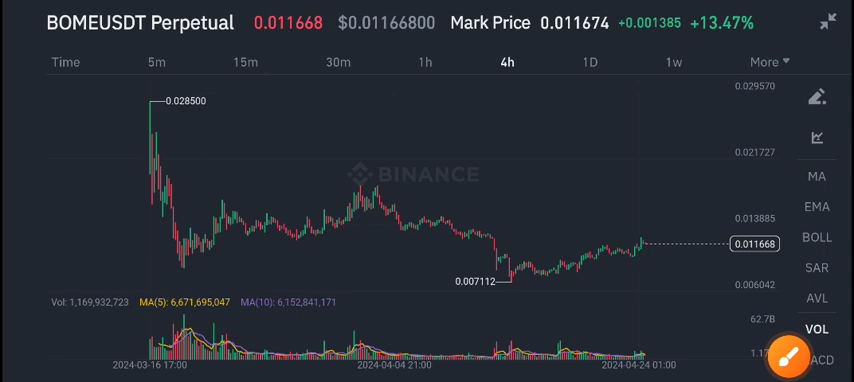 BOMEUSDT Perpetual 0.011668 $0.01166800 Mark Price 0.011674 +0.001385 +13.47%
Time 5m 15m 30m 1h 4h 1D 1w More
0.029570
0.028500
0.021727
BINANCE
MA
EMA
0.013885
BOLL
0.011668
SAR
0.007112
0.006042
AVL
Vol: 1,169,932,723 MA(5): 6,671,695,047 MA(10): 6,152,841,171
62.7B
VOL
2024-03-16 17:00 2024-04-04 21:00 2024-04-24 01:00